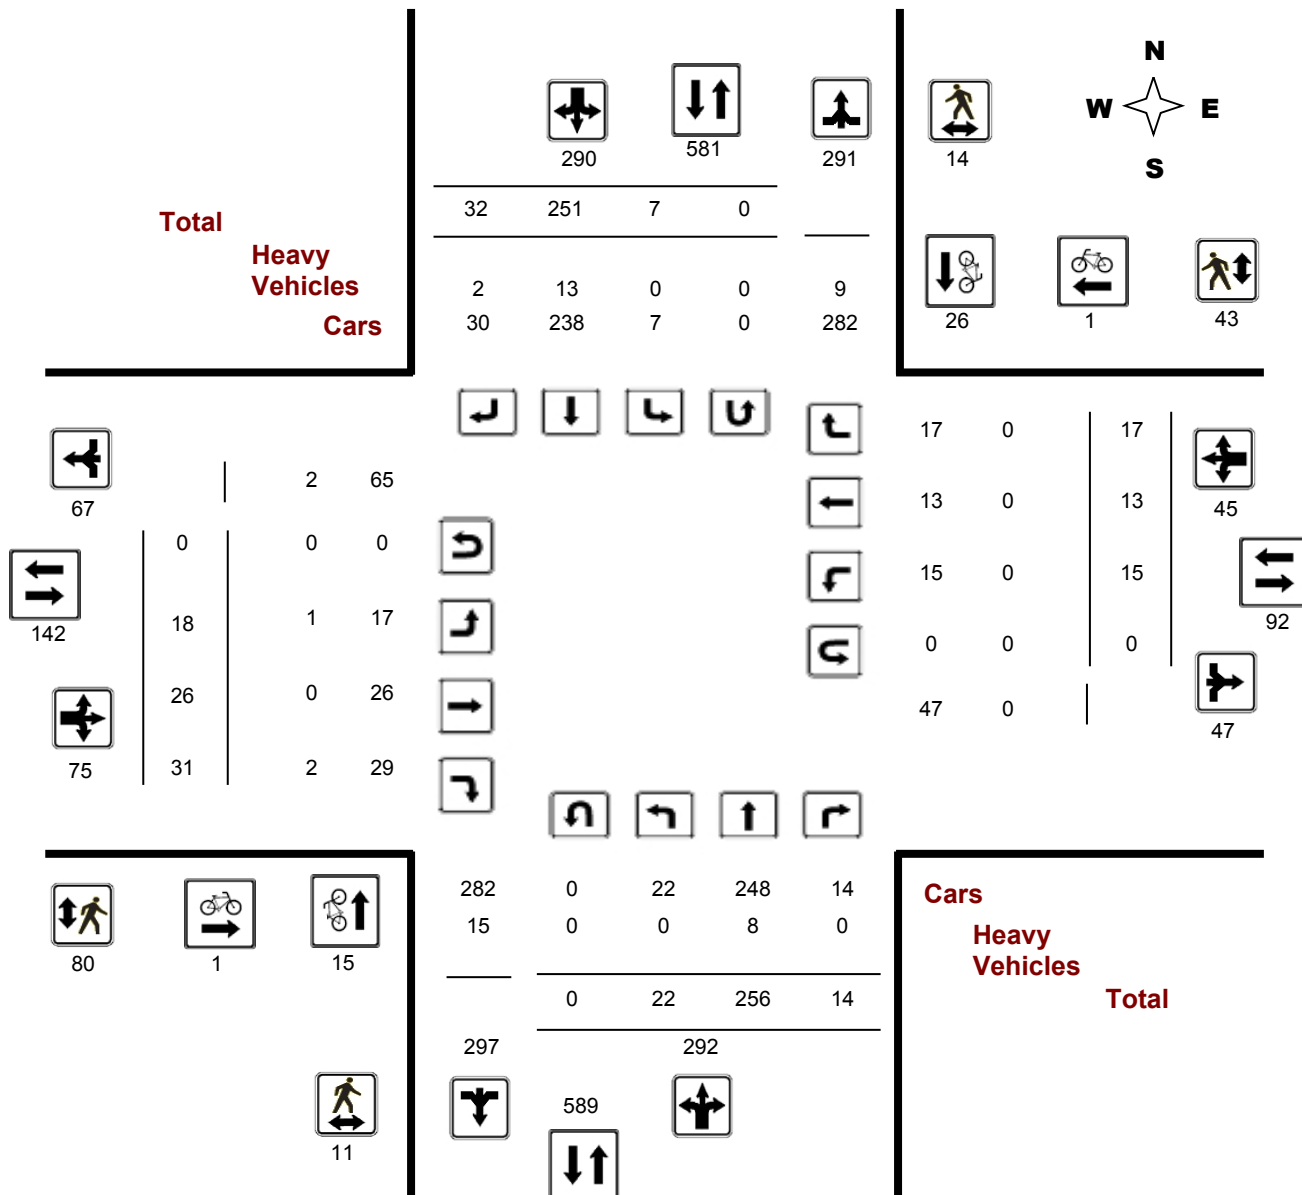 N
W E
S
290 581 291 14
32 251 7 0
Total
Heavy
Vehicles
2 13 0 0 9
Cars
30 238 7 0 282
26 1 43
17 0 17
67
2 65
13 0 13
45
0 0 0
15 0 15
142
18 1 17
92
0 0 0
26 0 26
47 0
47
75
31 2 29
282 0 22 248 14
Cars
15 0 0 8 0
Heavy
Vehicles
80 1 15
0 22 256 14
Total
297 292
589
11